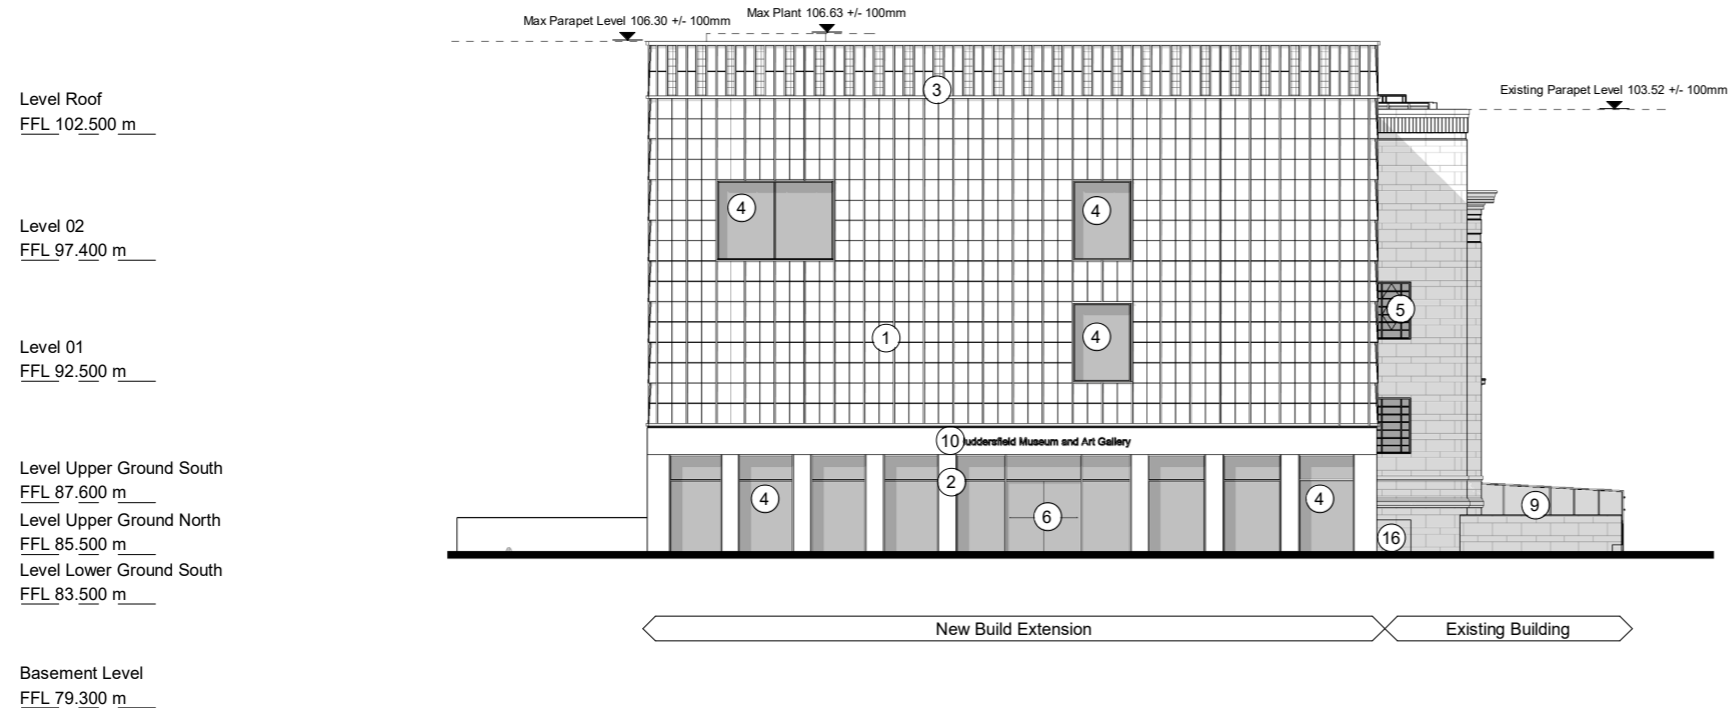 Max Parapet Level 106.30 +/- 100mm
Max Plant 106.63 +/- 100mm
Existing Parapet Level 103.52 +/- 100mm
Level Roof
FFL 102.500 m
Level 02
FFL 97.400 m
Level 01
FFL 92.500 m
Level Upper Ground South
FFL 87.600 m
Level Upper Ground North
FFL 85.500 m
Level Lower Ground South
FFL 83.500 m
Basement Level
FFL 79.300 m
3
4
4
5
1
4
10 uddersfield Museum and Art Gallery
2
4
4
9
6
16
New Build Extension
Existing Building